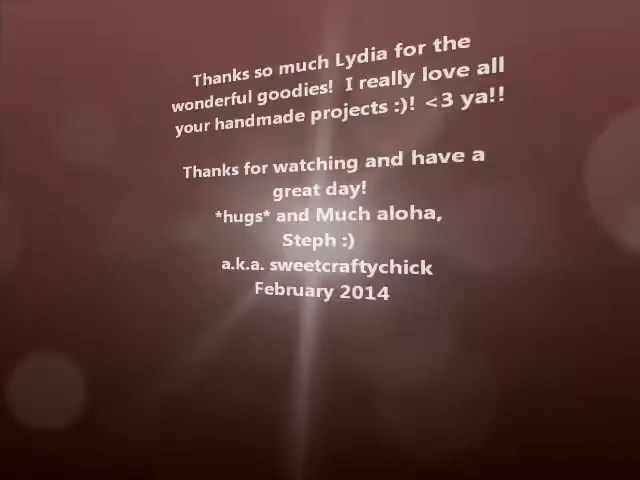 Thanks so much Lydia for the
wonderful goodies!  I really love all
your handmade projects :)! <3 ya!!
Thanks for watching and have a
great day!
*hugs* and Much aloha,
Steph :)
a.k.a. sweetcraftychick
February 2014